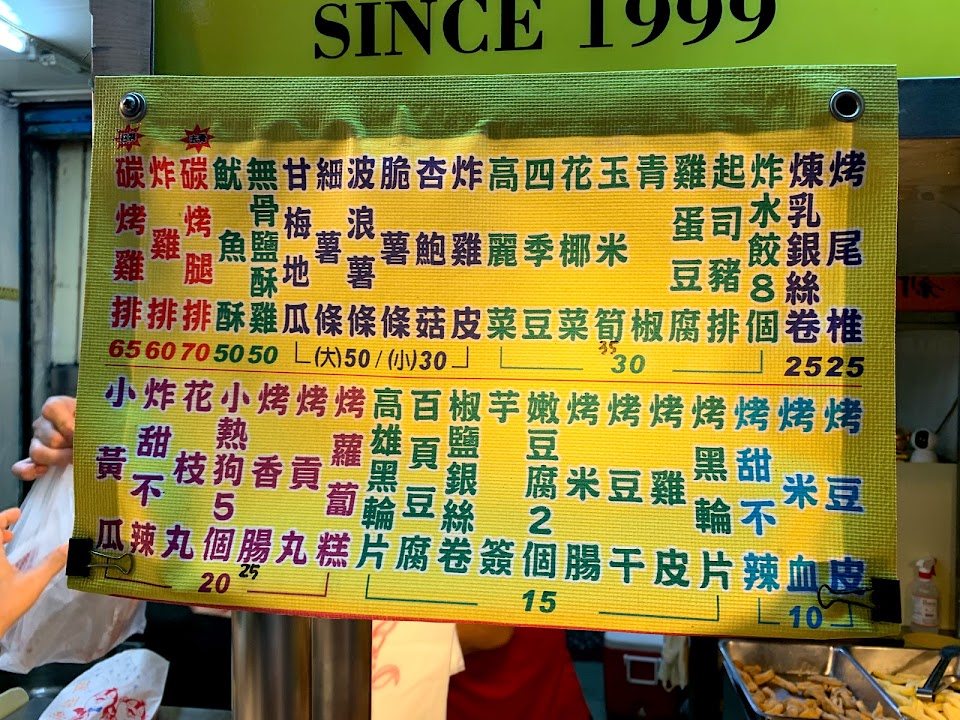 SINCE 1999
碳烤雞排
炸雞排
碳烤腿排
魷魚酥
無骨鹽酥雞
65 60 70 50 50
甘梅地瓜
細薯條
波浪薯條
脆薯條
杏鮑菇
炸雞皮
(大)50/(小)30
高麗菜
四季豆
花椰菜
玉米筍
35
青椒
雞蛋豆腐
起司豬排
炸水餃8個
30
煉乳銀絲卷
烤尾椎
25 25
小黃瓜
炸甜不辣
花枝丸
小熱狗5個
烤香腸
25
烤貢丸
烤蘿蔔糕
20
高雄黑輪片
百頁豆腐
椒鹽銀絲卷
芋簽
嫩豆腐2個
烤米腸
烤豆干
烤雞皮
烤黑輪片
15
烤甜不辣
烤米血
烤豆皮
10